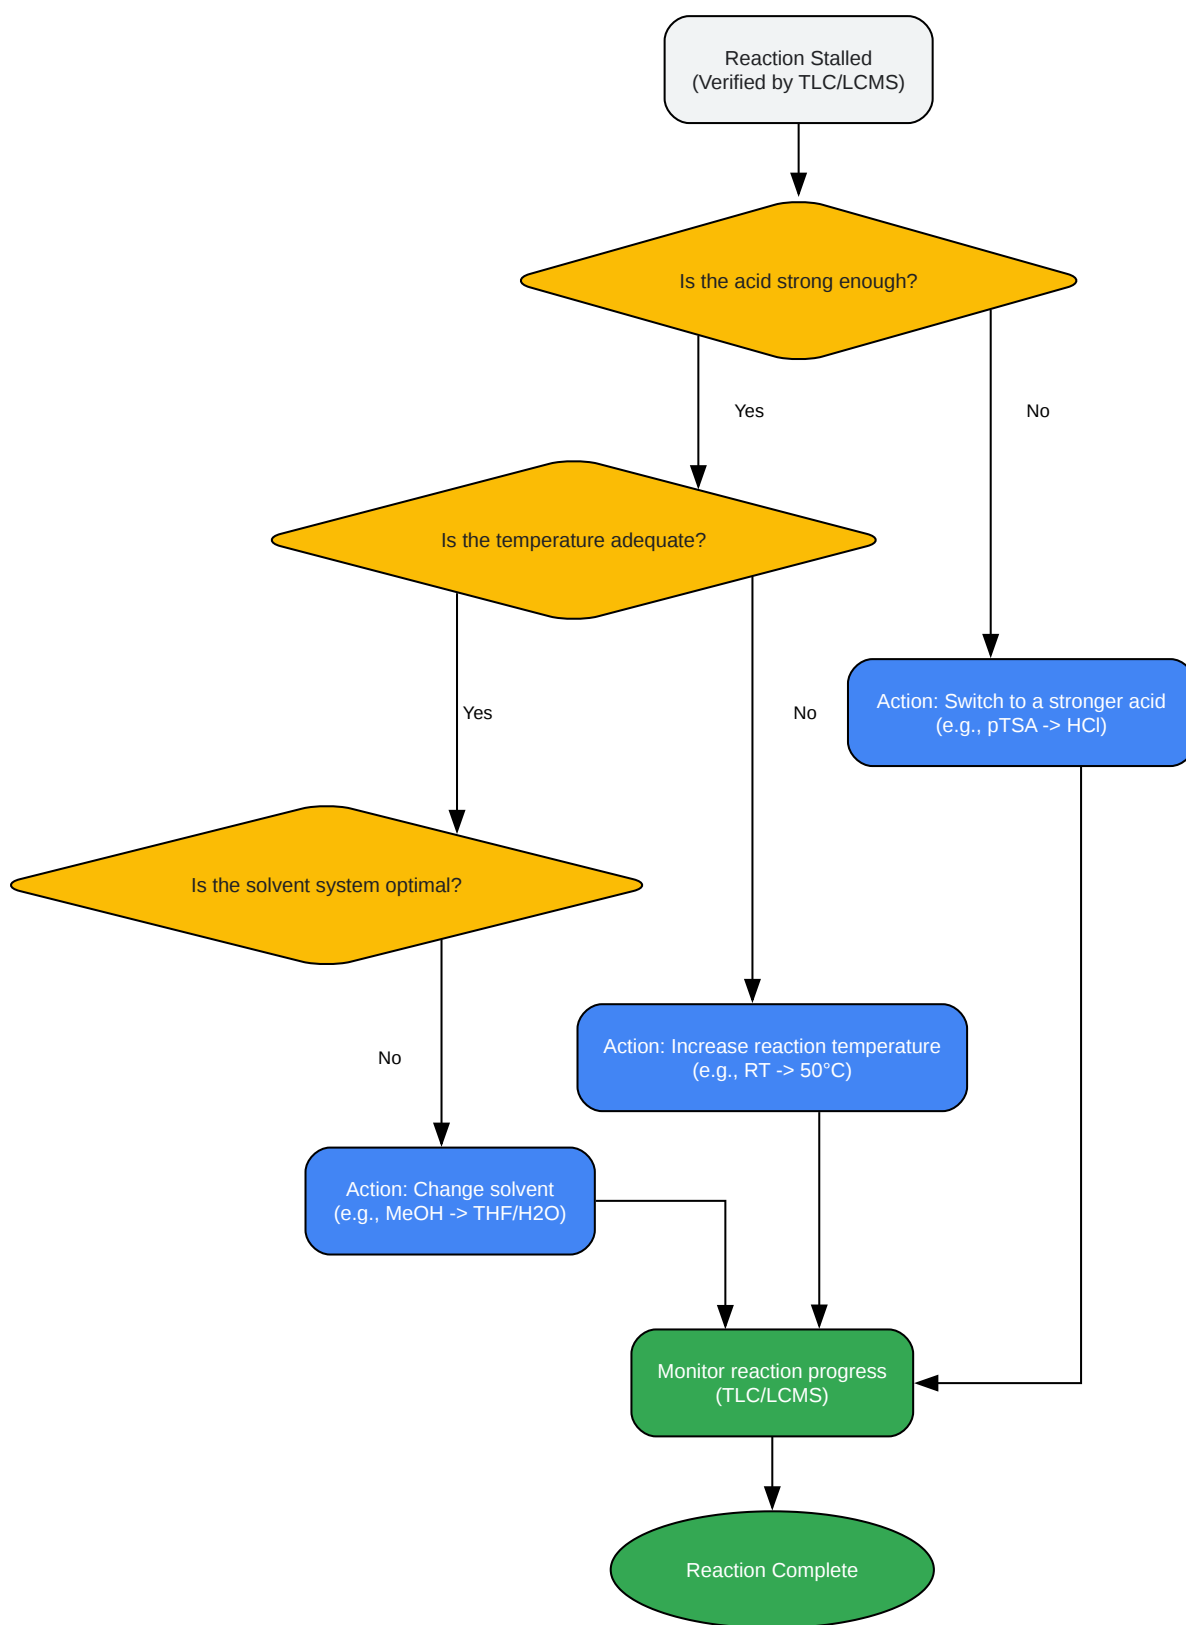 Reaction Stalled
(Verified by TLC/LCMS)
Is the acid strong enough?
Yes
No
Is the temperature adequate?
Yes
No
Action: Switch to a stronger acid
(e.g., pTSA -> HCl)
Is the solvent system optimal?
No
Action: Increase reaction temperature
(e.g., RT -> 50°C)
Action: Change solvent
(e.g., MeOH -> THF/H2O)
Monitor reaction progress
(TLC/LCMS)
Reaction Complete